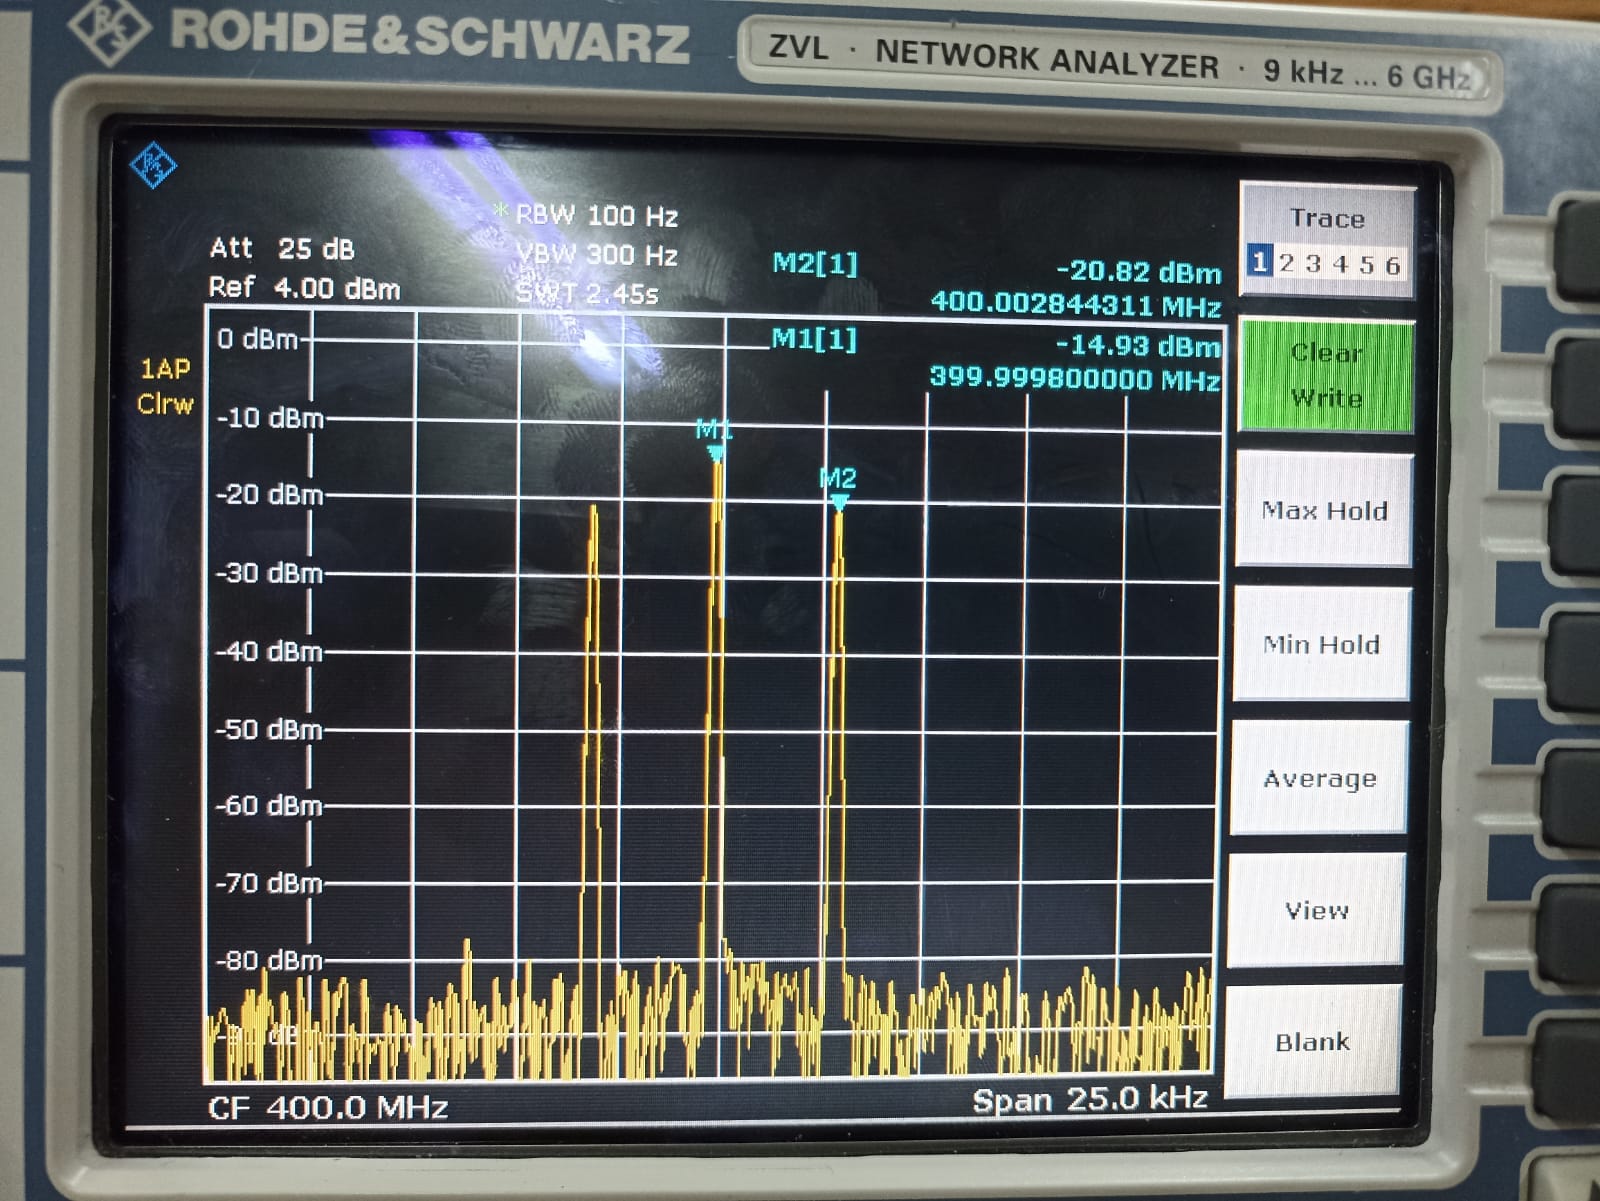 ROHDE&SCHWARZ
ZVL · NETWORK ANALYZER · 9 kHz ... 6 GHz
* RBW 100 Hz
Att 25 dB
VBW 300 Hz
Ref 4.00 dBm
SWT 2.45s
M2[1]
-20.82 dBm
400.002844311 MHz
M1[1]
-14.93 dBm
399.999800000 MHz
1AP
Clrw
0 dBm
-10 dBm
M1
M2
-20 dBm
-30 dBm
-40 dBm
-50 dBm
-60 dBm
-70 dBm
-80 dBm
CF 400.0 MHz
Span 25.0 kHz
Trace
1 2 3 4 5 6
Clear
Write
Max Hold
Min Hold
Average
View
Blank